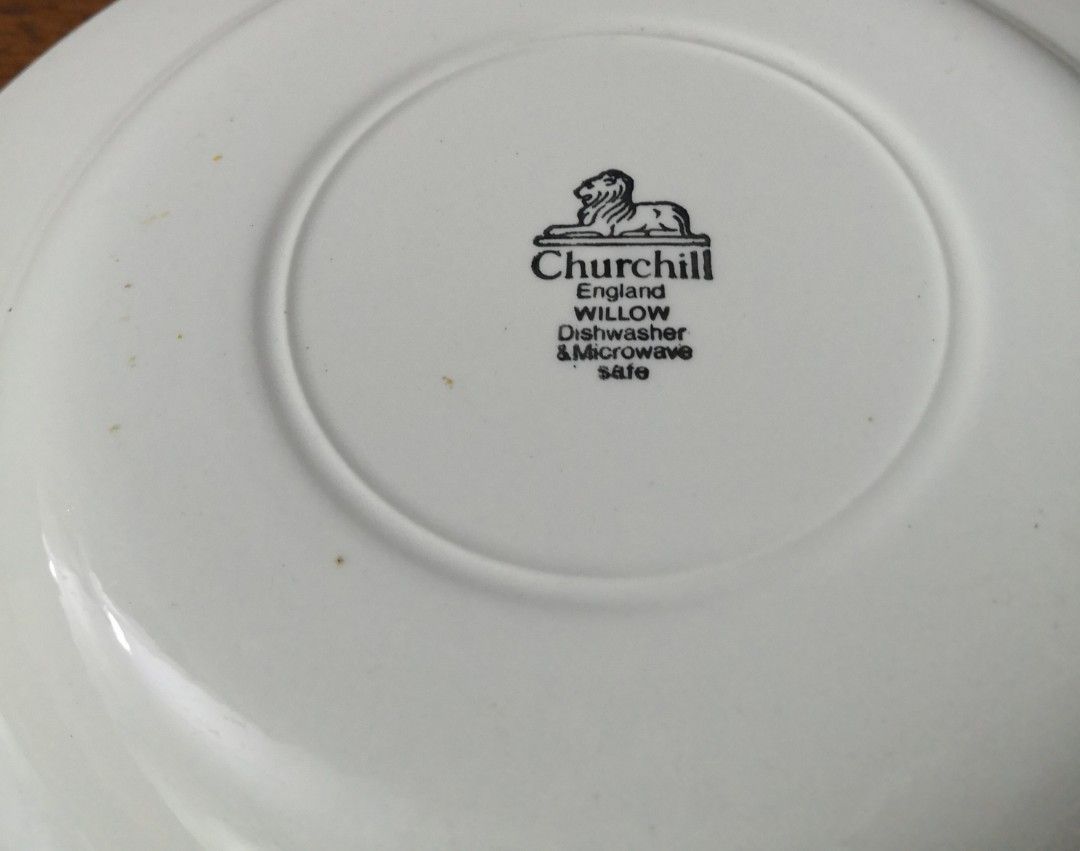 Churchill
England
WILLOW
Dishwasher
&Microwave
safe